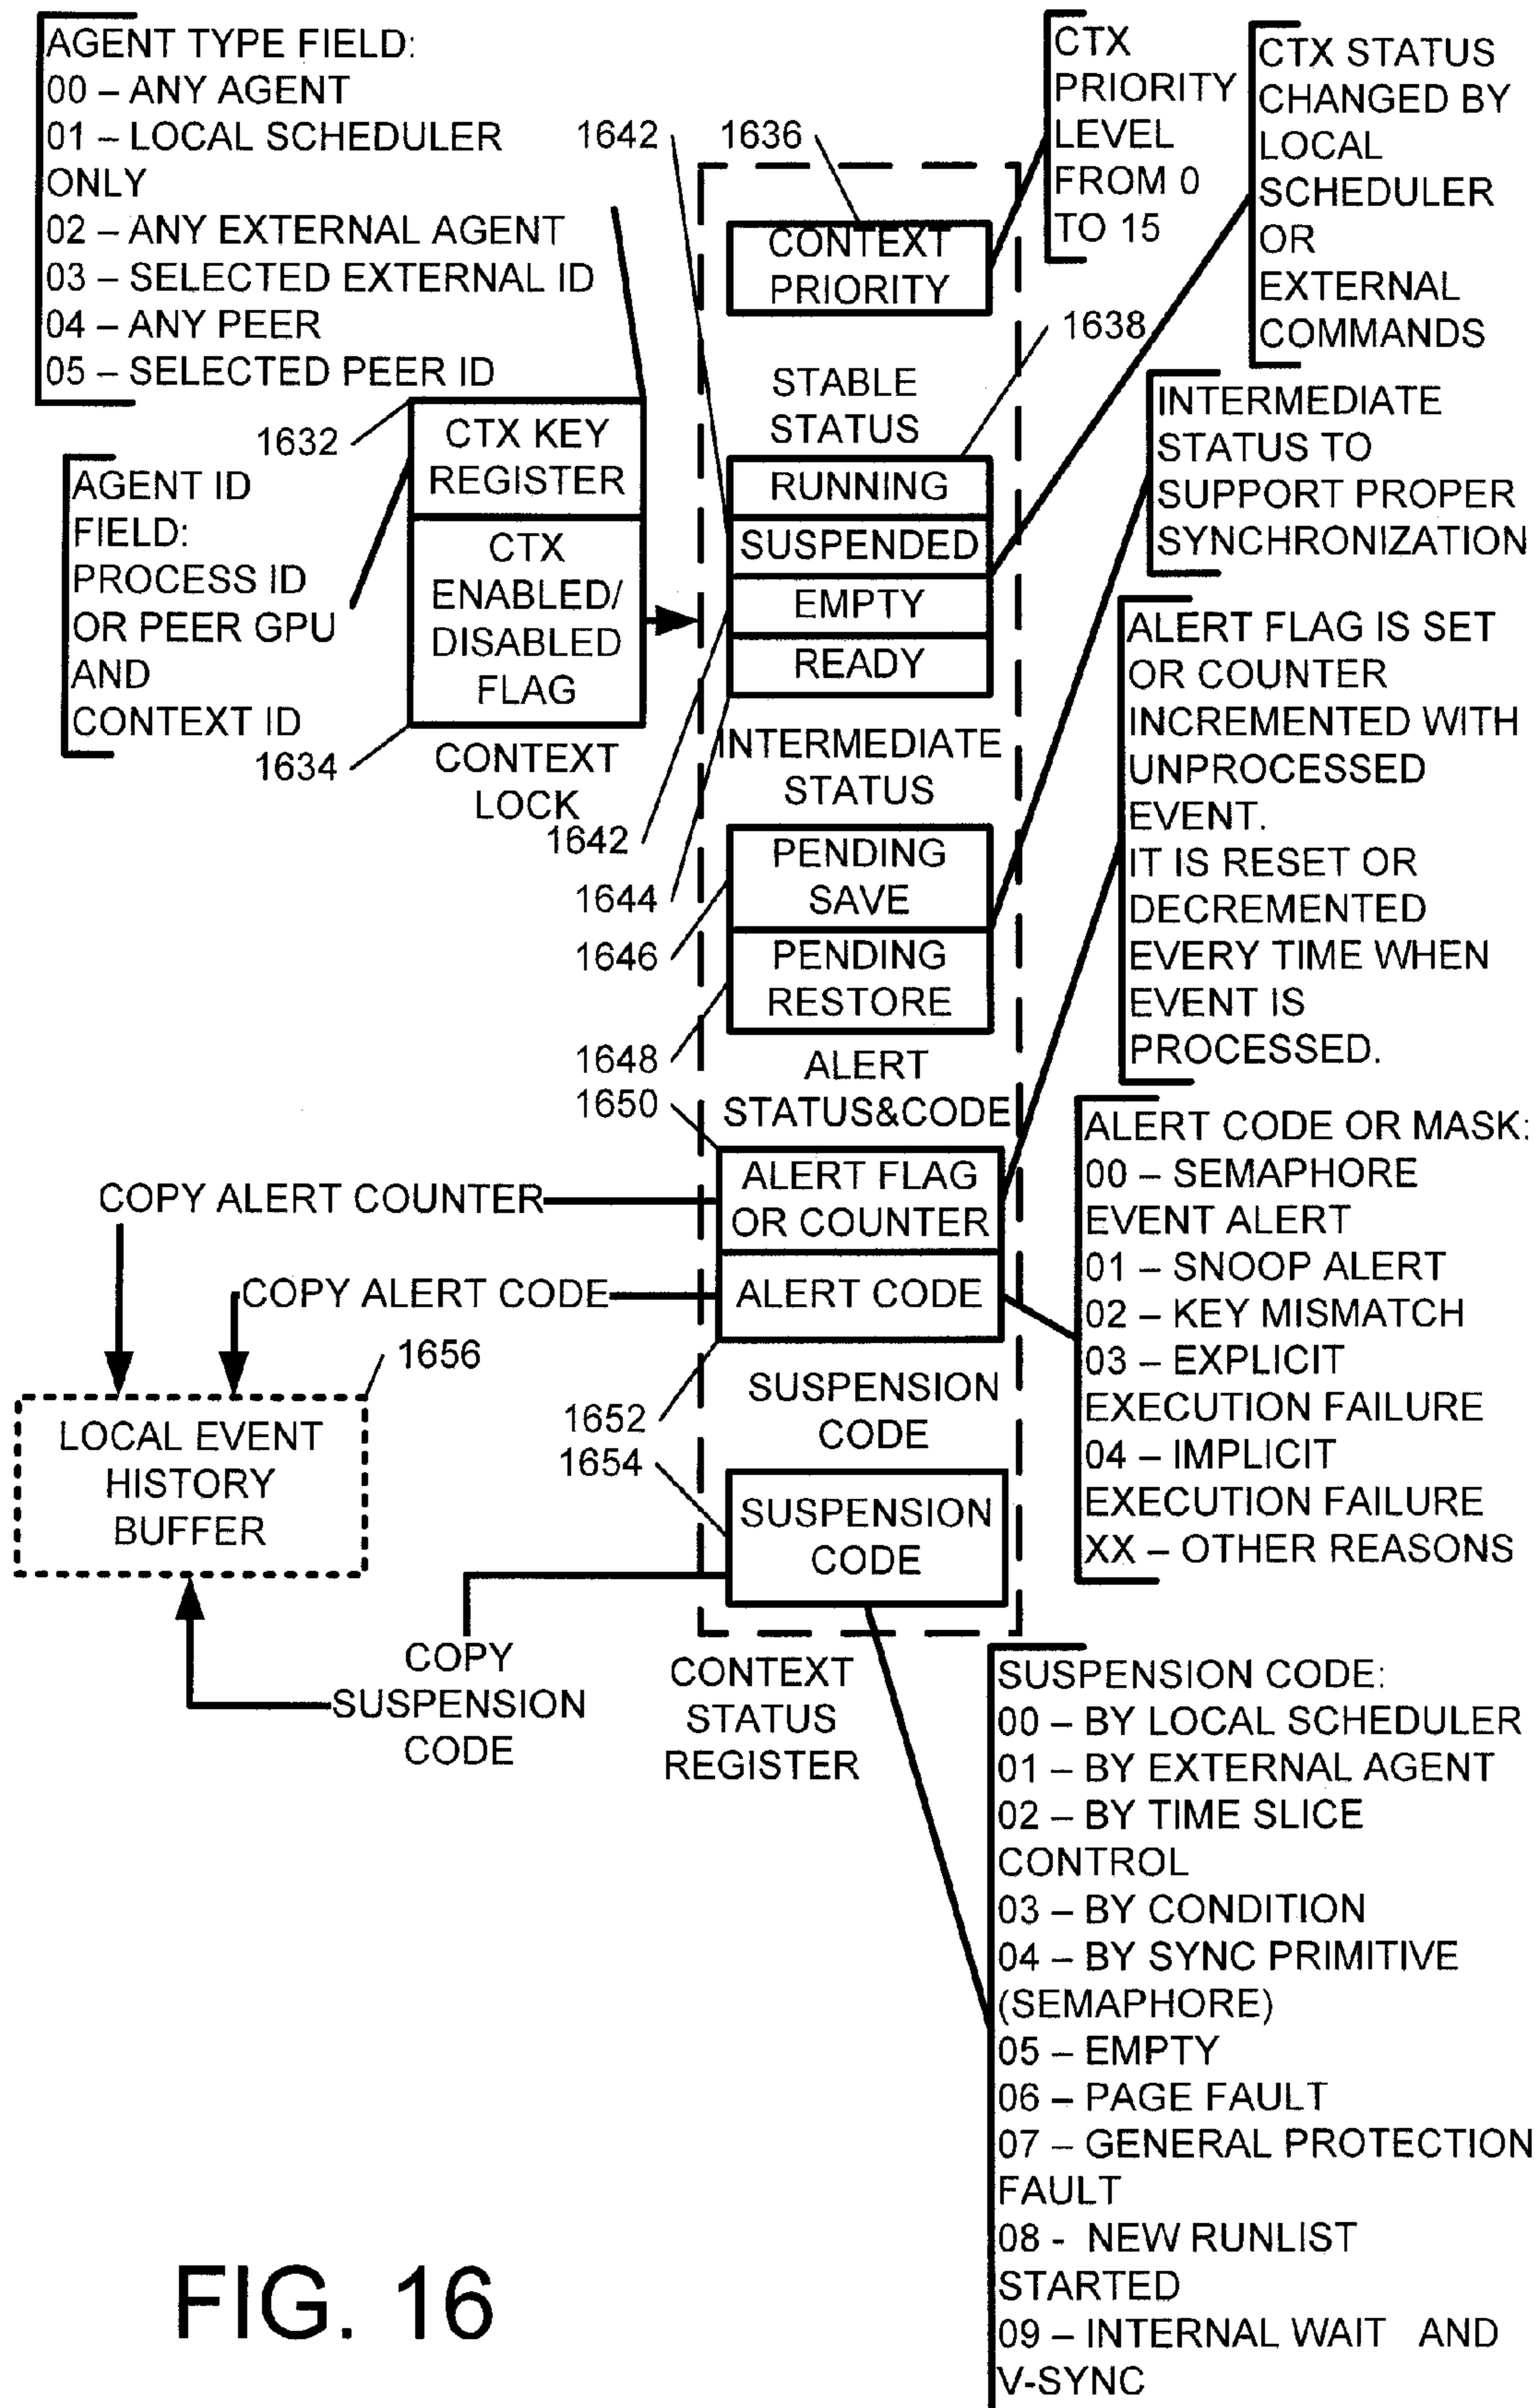 AGENT TYPE FIELD:
00 – ANY AGENT
01 – LOCAL SCHEDULER
ONLY
02 – ANY EXTERNAL AGENT
03 – SELECTED EXTERNAL ID
04 – ANY PEER
05 – SELECTED PEER ID
1642
1636
CTX
PRIORITY
LEVEL
FROM 0
TO 15
CTX STATUS
CHANGED BY
LOCAL
SCHEDULER
OR
EXTERNAL
COMMANDS
CONTEXT
PRIORITY
1638
STABLE
STATUS
RUNNING
SUSPENDED
EMPTY
READY
1632
CTX KEY
REGISTER
CTX
ENABLED/
DISABLED
FLAG
AGENT ID
FIELD:
PROCESS ID
OR PEER GPU
AND
CONTEXT ID
1634
CONTEXT
LOCK
INTERMEDIATE
STATUS TO
SUPPORT PROPER
SYNCHRONIZATION
INTERMEDIATE
STATUS
1642
1644
1646
PENDING
SAVE
PENDING
RESTORE
1648
1650
ALERT FLAG IS SET
OR COUNTER
INCREMENTED WITH
UNPROCESSED
EVENT.
IT IS RESET OR
DECREMENTED
EVERY TIME WHEN
EVENT IS
PROCESSED.
ALERT
STATUS&CODE
ALERT FLAG
OR COUNTER
ALERT CODE
COPY ALERT COUNTER
COPY ALERT CODE
1656
LOCAL EVENT
HISTORY
BUFFER
ALERT CODE OR MASK:
00 – SEMAPHORE
EVENT ALERT
01 – SNOOP ALERT
02 – KEY MISMATCH
03 – EXPLICIT
EXECUTION FAILURE
04 – IMPLICIT
EXECUTION FAILURE
XX – OTHER REASONS
1652
1654
SUSPENSION
CODE
SUSPENSION
CODE
COPY
SUSPENSION
CODE
CONTEXT
STATUS
REGISTER
SUSPENSION CODE:
00 – BY LOCAL SCHEDULER
01 – BY EXTERNAL AGENT
02 – BY TIME SLICE
CONTROL
03 – BY CONDITION
04 – BY SYNC PRIMITIVE
(SEMAPHORE)
05 – EMPTY
06 – PAGE FAULT
07 – GENERAL PROTECTION
FAULT
08 - NEW RUNLIST
STARTED
09 – INTERNAL WAIT AND
V-SYNC
FIG. 16